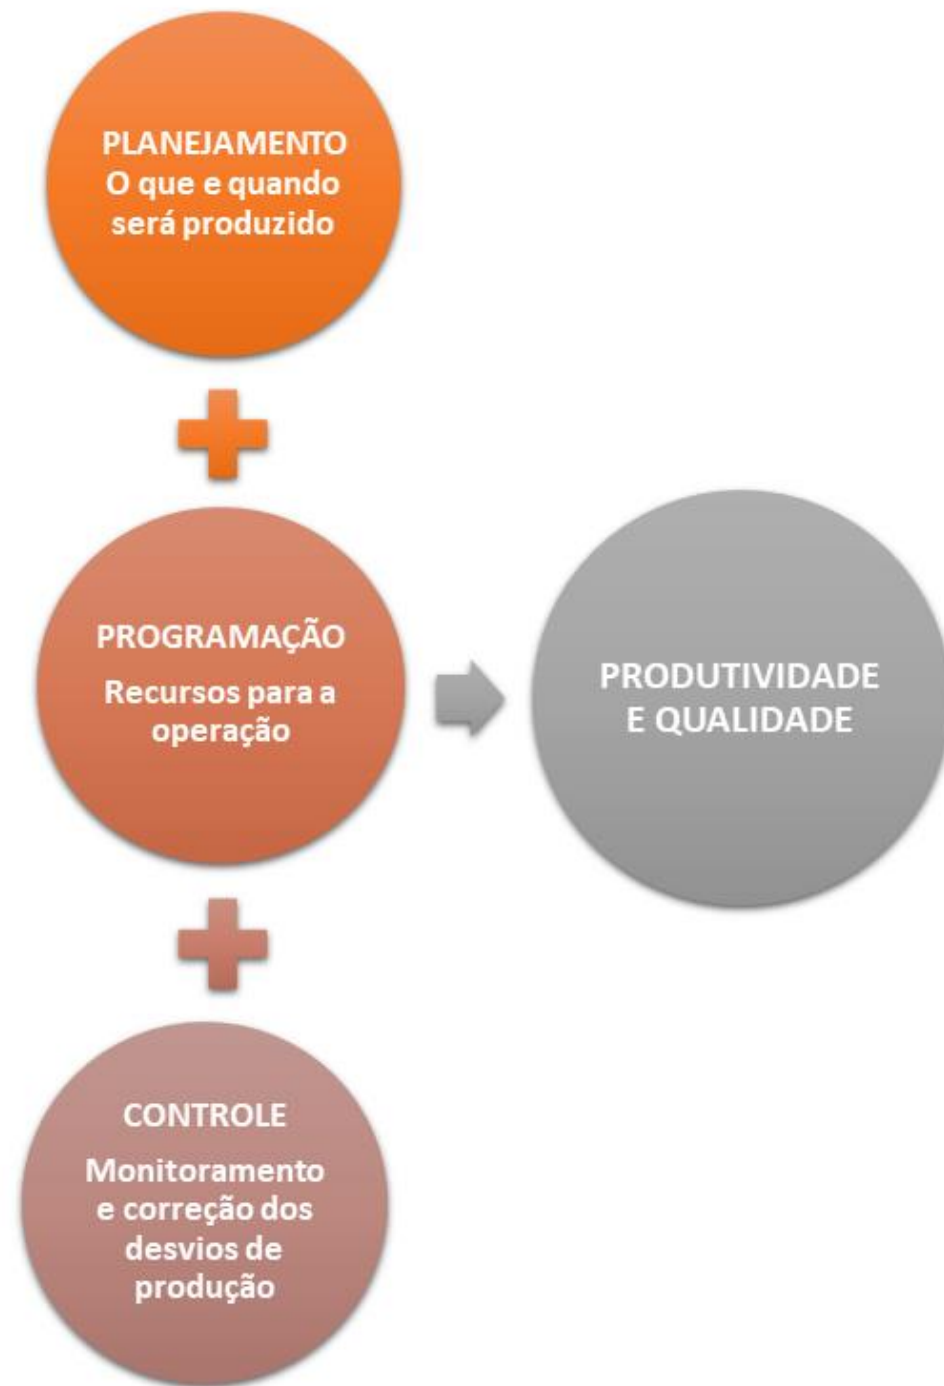 PLANEJAMENTO
O que e quando
será produzido
PROGRAMAÇÃO
Recursos para a
operação
PRODUTIVIDADE
E QUALIDADE
CONTROLE
Monitoramento
e correção dos
desvios de
produção